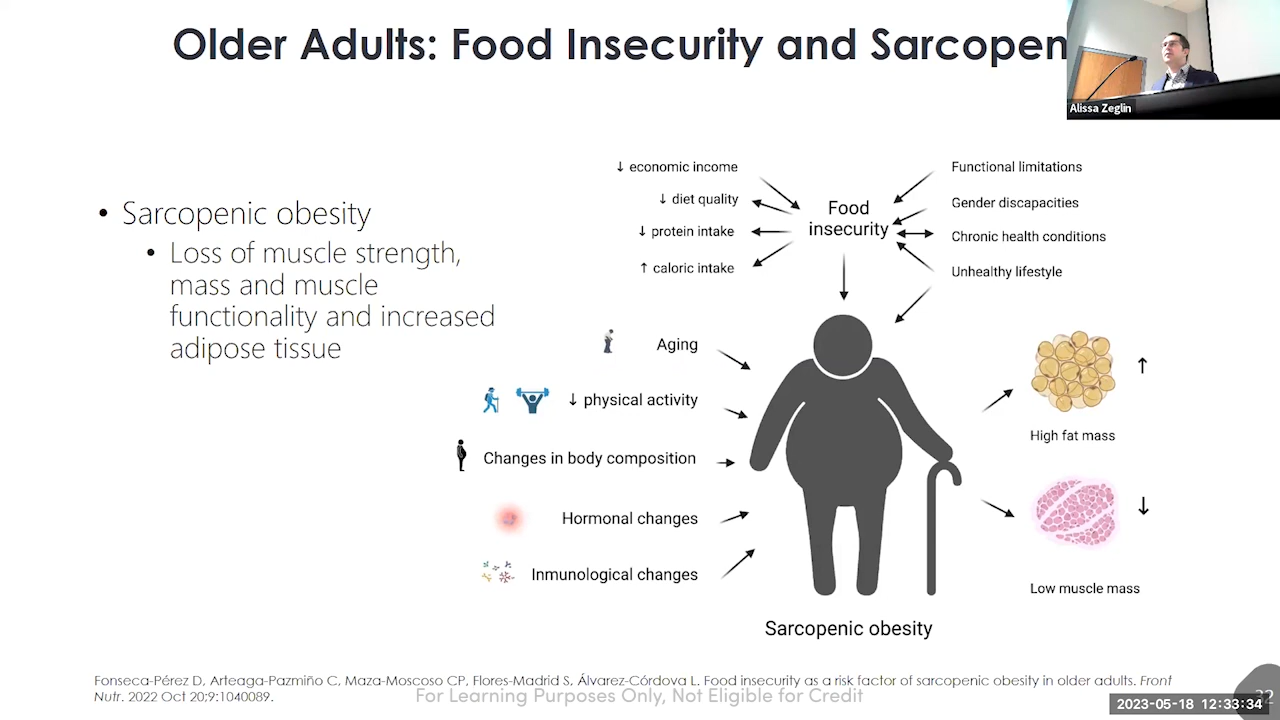 Older Adults: Food Insecurity and Sarcopen
Alissa Zeglin
• Sarcopenic obesity
• Loss of muscle strength,
mass and muscle
functionality and increased
adipose tissue
↓ economic income
↓ diet quality
↓ protein intake
↑ caloric intake
Food
insecurity
Functional limitations
Gender discapacities
Chronic health conditions
Unhealthy lifestyle
Aging
↓ physical activity
Changes in body composition
Hormonal changes
Inmunological changes
↑
High fat mass
↓
Low muscle mass
Sarcopenic obesity
Fonseca-Pérez D, Arteaga-Pazmiño C, Maza-Moscoso CP, Flores-Madrid S, Álvarez-Córdova L. Food insecurity as a risk factor of sarcopenic obesity in older adults. Front
Nutr. 2022 Oct 20;9:1040089.
For Learning Purposes Only, Not Eligible for Credit
32
2023-05-18 12:33:34